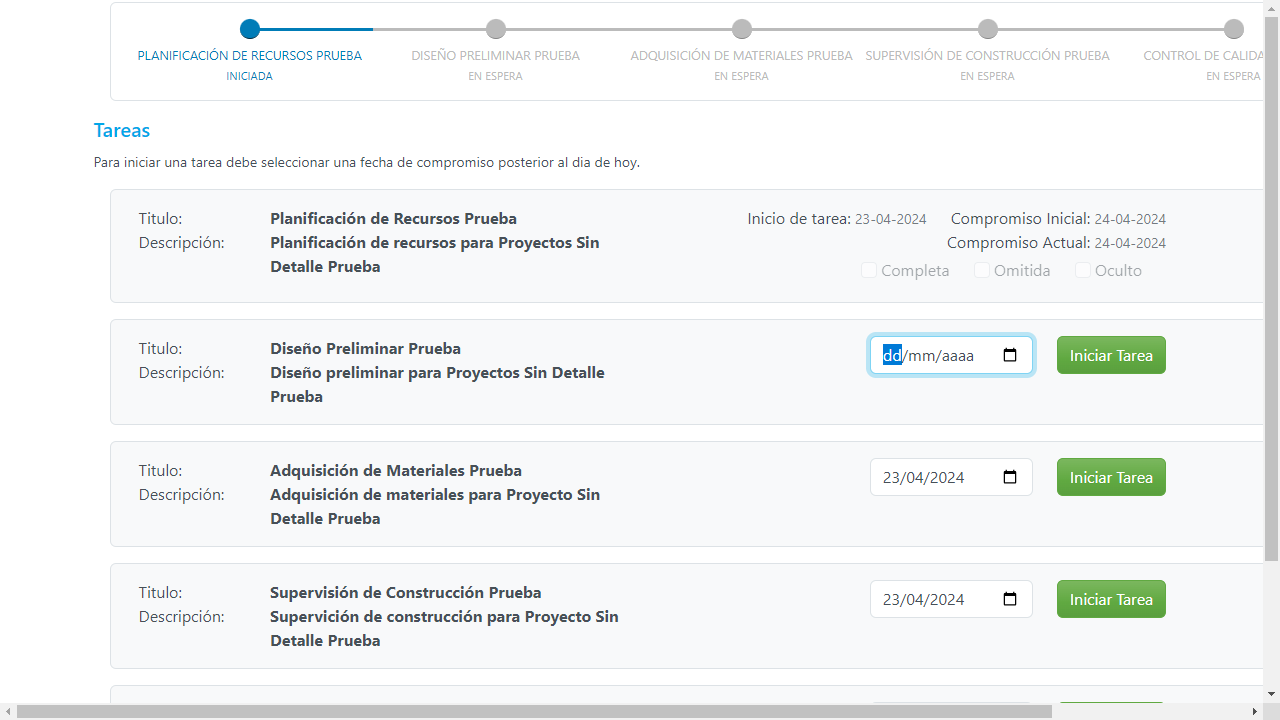 PLANIFICACIÓN DE RECURSOS PRUEBA
INICIADA
DISEÑO PRELIMINAR PRUEBA
EN ESPERA
ADQUISICIÓN DE MATERIALES PRUEBA
EN ESPERA
SUPERVISIÓN DE CONSTRUCCIÓN PRUEBA
EN ESPERA
CONTROL DE CALIDA
EN ESPERA
Tareas
Para iniciar una tarea debe seleccionar una fecha de compromiso posterior al dia de hoy.
Titulo: Planificación de Recursos Prueba
Descripción: Planificación de recursos para Proyectos Sin
Detalle Prueba
Inicio de tarea: 23-04-2024 Compromiso Inicial: 24-04-2024
Compromiso Actual: 24-04-2024
Completa Omitida Oculto
Titulo: Diseño Preliminar Prueba
Descripción: Diseño preliminar para Proyectos Sin Detalle
Prueba
dd/mm/aaaa Iniciar Tarea
Titulo: Adquisición de Materiales Prueba
Descripción: Adquisición de materiales para Proyecto Sin
Detalle Prueba
23/04/2024 Iniciar Tarea
Titulo: Supervisión de Construcción Prueba
Descripción: Supervición de construcción para Proyecto Sin
Detalle Prueba
23/04/2024 Iniciar Tarea